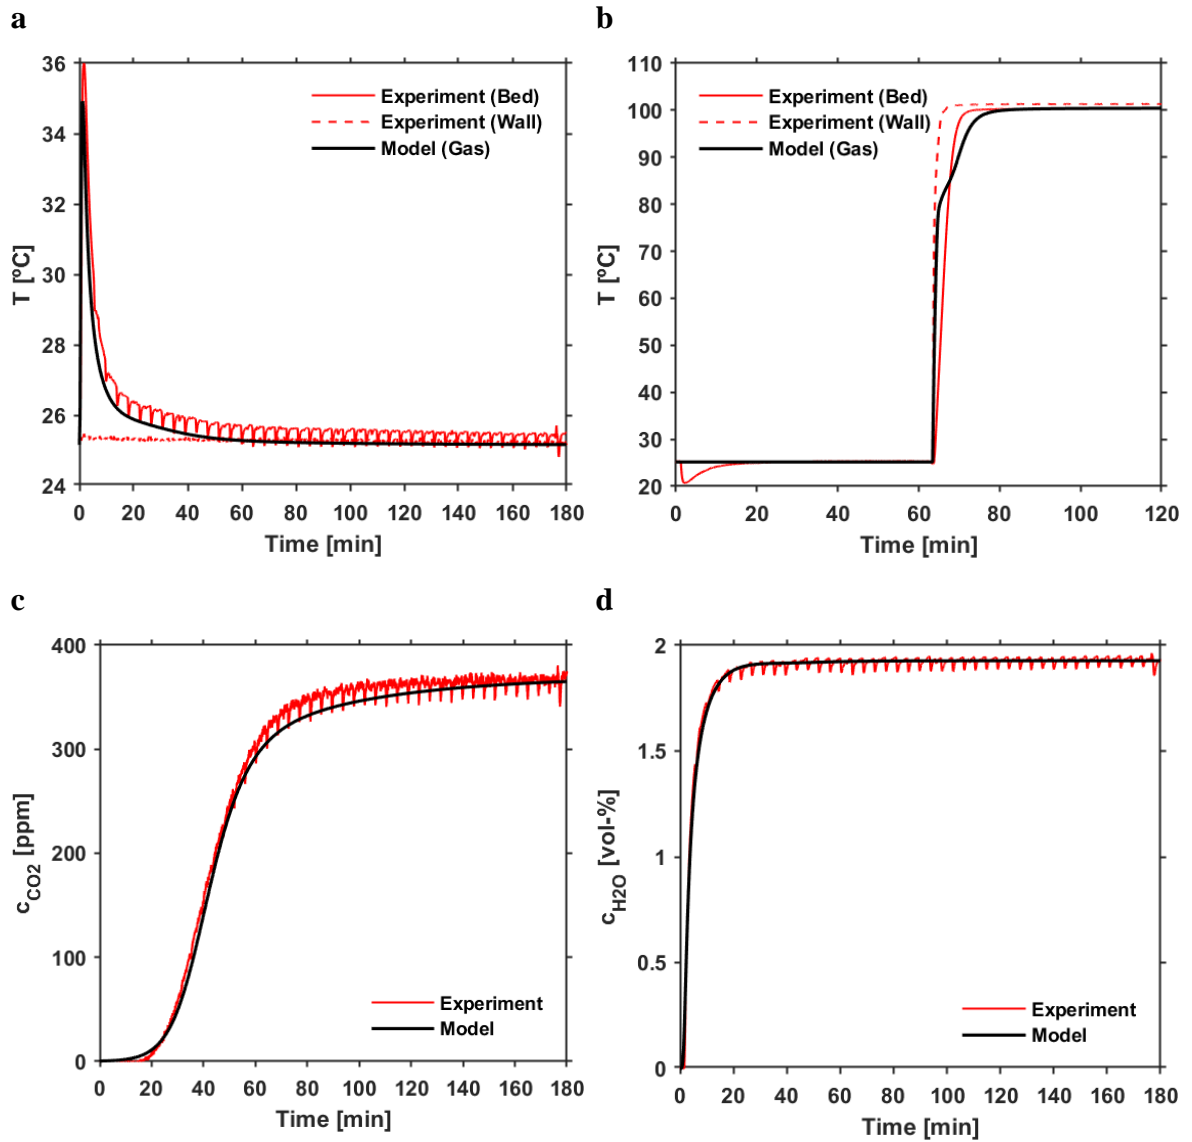 a
36
34
32
30
28
26
24
T [ºC]
0 20 40 60 80 100 120 140 160 180
Time [min]
Experiment (Bed)
Experiment (Wall)
Model (Gas)
b
110
100
90
80
70
60
50
40
30
20
T [ºC]
0 20 40 60 80 100 120
Time [min]
Experiment (Bed)
Experiment (Wall)
Model (Gas)
c
400
300
200
100
0
cCO2 [ppm]
0 20 40 60 80 100 120 140 160 180
Time [min]
Experiment
Model
d
2
1.5
1
0.5
0
cH2O [vol-%]
0 20 40 60 80 100 120 140 160 180
Time [min]
Experiment
Model